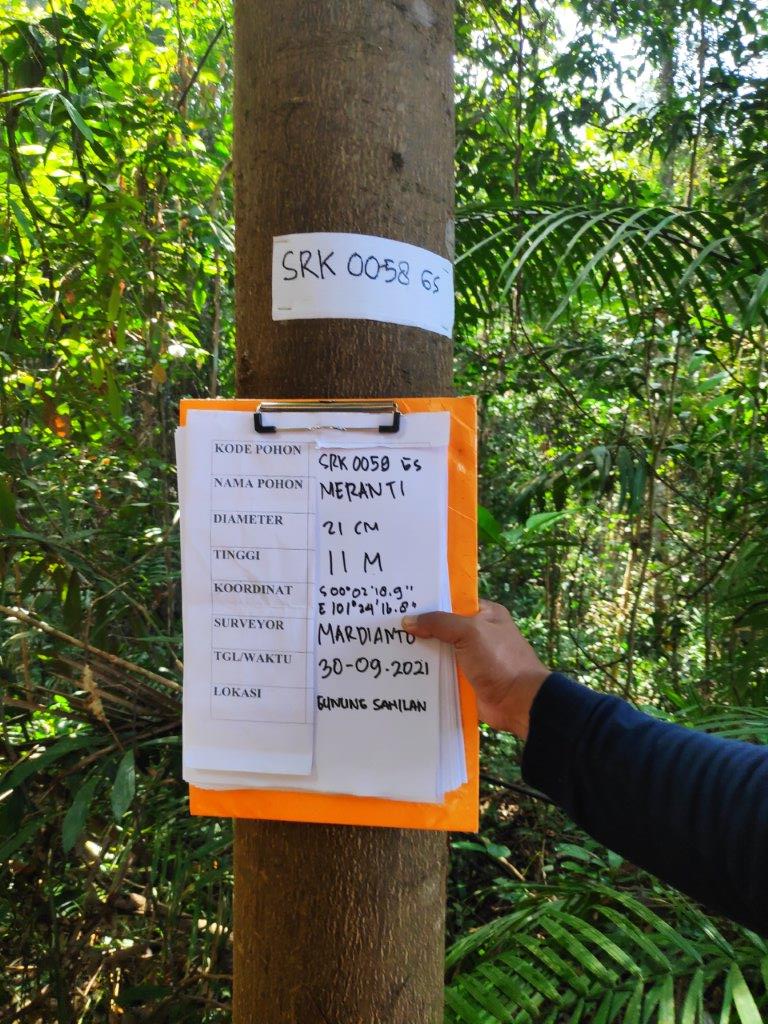 SRK 0058 GS
KODE POHON SRK 0058 GS
NAMA POHON MERANTI
DIAMETER 21 CM
TINGGI 11 M
KOORDINAT S 00°02'18.9"
E 101°24'16.8"
SURVEYOR MARDIANTO
TGL/WAKTU 30-09-2021
LOKASI GUNUNG SAHILAN